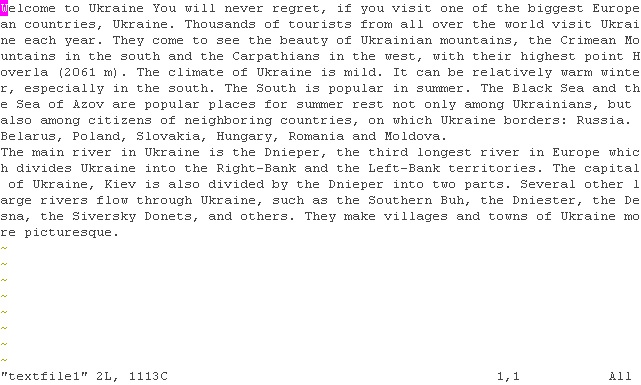 Welcome to Ukraine You will never regret, if you visit one of the biggest Europe
an countries, Ukraine. Thousands of tourists from all over the world visit Ukrai
ne each year. They come to see the beauty of Ukrainian mountains, the Crimean Mo
untains in the south and the Carpathians in the west, with their highest point H
overla (2061 m). The climate of Ukraine is mild. It can be relatively warm winte
r, especially in the south. The South is popular in summer. The Black Sea and th
e Sea of Azov are popular places for summer rest not only among Ukrainians, but
also among citizens of neighboring countries, on which Ukraine borders: Russia.
Belarus, Poland, Slovakia, Hungary, Romania and Moldova.
The main river in Ukraine is the Dnieper, the third longest river in Europe whic
h divides Ukraine into the Right-Bank and the Left-Bank territories. The capital
 of Ukraine, Kiev is also divided by the Dnieper into two parts. Several other l
arge rivers flow through Ukraine, such as the Southern Buh, the Dniester, the De
sna, the Siversky Donets, and others. They make villages and towns of Ukraine mo
re picturesque.
~
~
~
~
~
~
~
~
"textfile1" 2L, 1113C 1,1 All